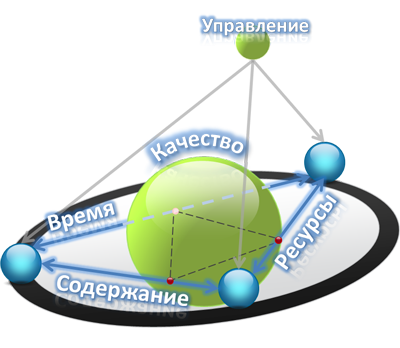 Управление
Качество
Время
Ресурсы
Содержание